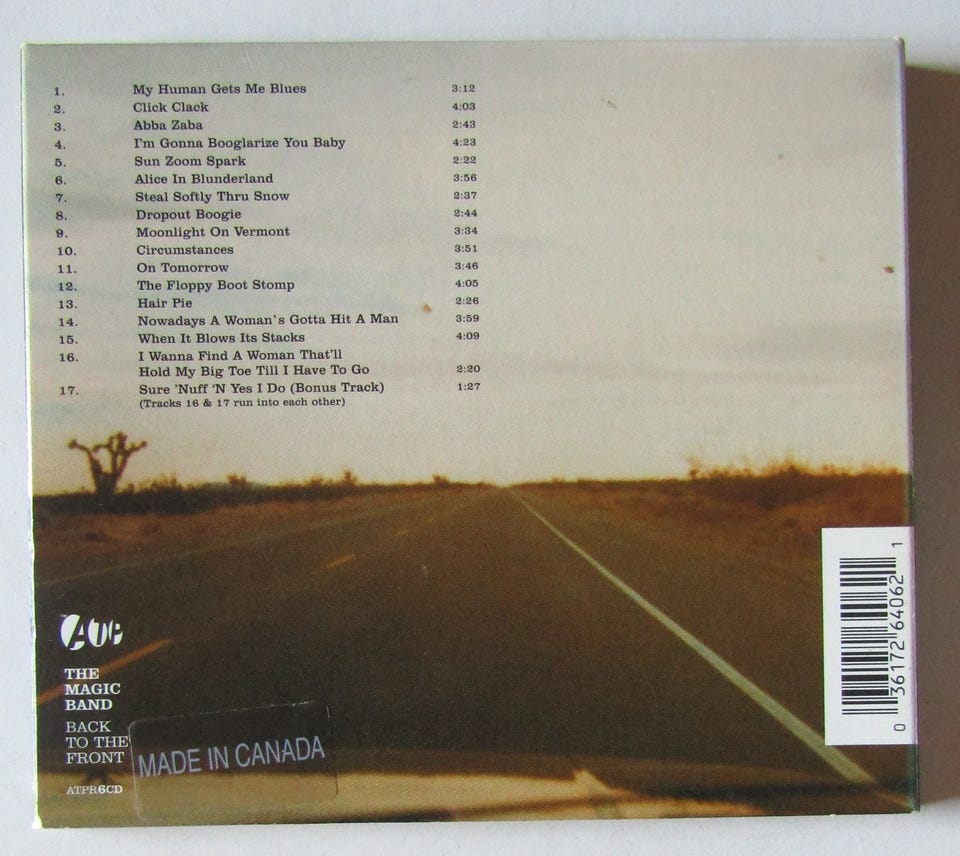 1. My Human Gets Me Blues 3:12
2. Click Clack 4:03
3. Abba Zaba 2:43
4. I'm Gonna Booglarize You Baby 4:23
5. Sun Zoom Spark 2:22
6. Alice In Blunderland 3:56
7. Steal Softly Thru Snow 2:37
8. Dropout Boogie 2:44
9. Moonlight On Vermont 3:34
10. Circumstances 3:51
11. On Tomorrow 3:46
12. The Floppy Boot Stomp 4:05
13. Hair Pie 2:26
14. Nowadays A Woman's Gotta Hit A Man 3:59
15. When It Blows Its Stacks 4:09
16. I Wanna Find A Woman That'll
Hold My Big Toe Till I Have To Go 2:20
17. Sure 'Nuff 'N Yes I Do (Bonus Track) 1:27
(Tracks 16 & 17 run into each other)
ATP
THE
MAGIC
BAND
BACK
TO THE
FRONT
ATPR6CD
MADE IN CANADA
0 36172 64062 1